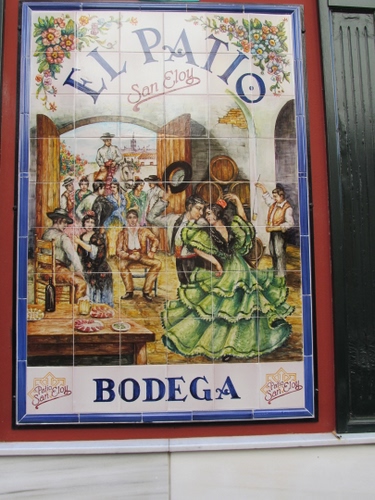 EL PATIO
San Eloy
BODEGA
Patio
San Eloy
Patio
San Eloy